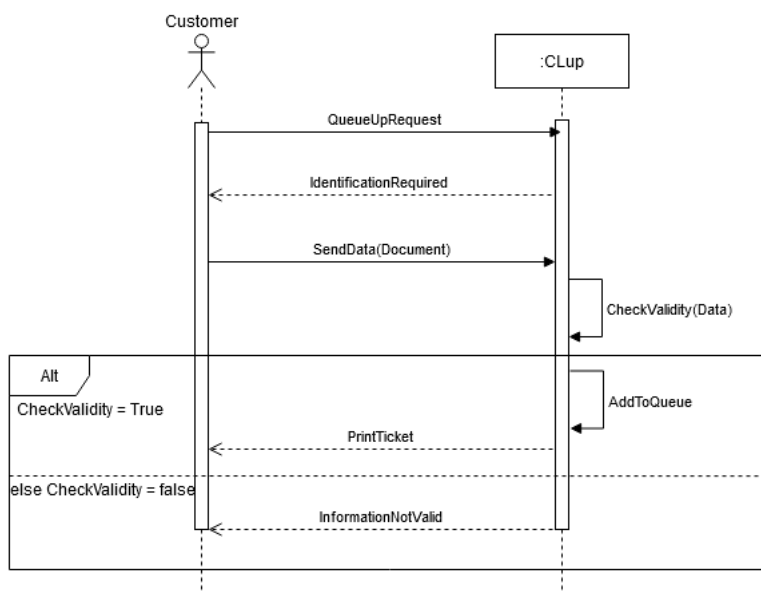 Customer
:CLup
QueueUpRequest
IdentificationRequired
SendData(Document)
CheckValidity(Data)
Alt
CheckValidity = True
AddToQueue
PrintTicket
else CheckValidity = false
InformationNotValid